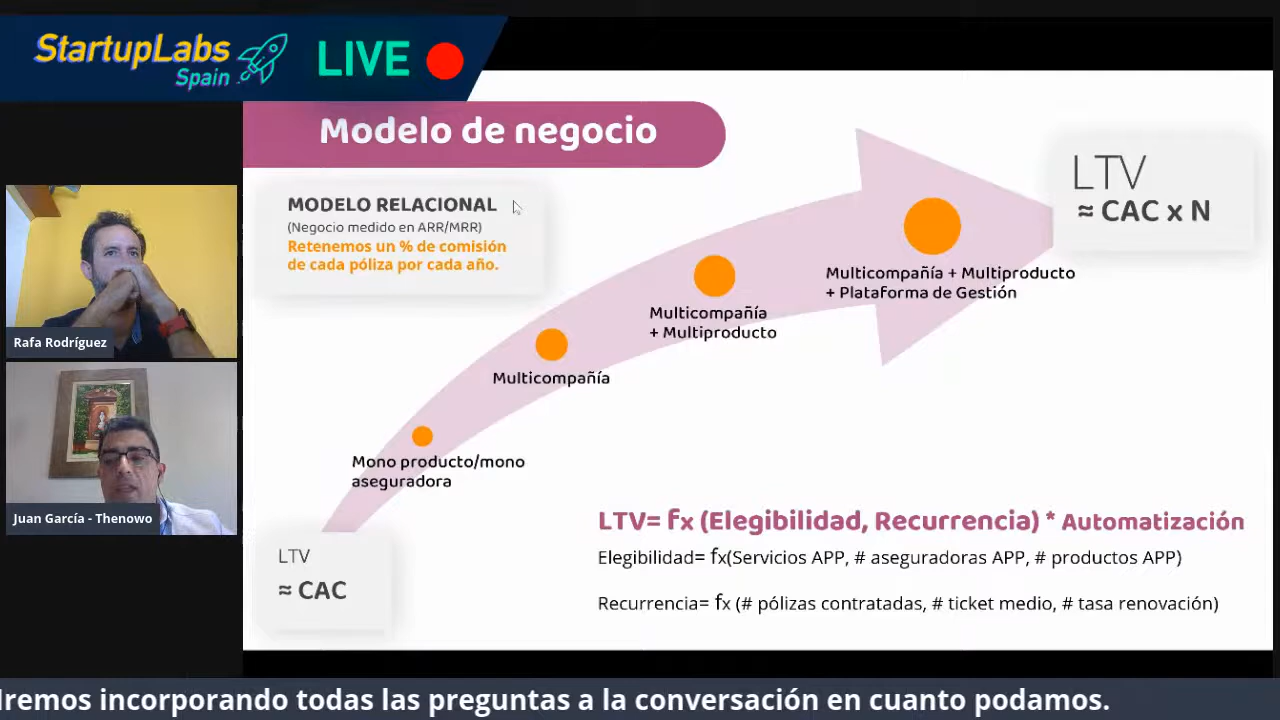 StartupLabs
Spain
LIVE
Modelo de negocio
MODELO RELACIONAL
(Negocio medido en ARR/MRR)
Retenemos un % de comisión
de cada póliza por cada año.
LTV
≈ CAC x N
Multicompañía + Multiproducto
+ Plataforma de Gestión
Multicompañía
+ Multiproducto
Multicompañía
Mono producto/mono
aseguradora
LTV
≈ CAC
LTV= fx (Elegibilidad, Recurrencia) * Automatización
Elegibilidad= fx(Servicios APP, # aseguradoras APP, # productos APP)
Recurrencia= fx (# pólizas contratadas, # ticket medio, # tasa renovación)
Rafa Rodríguez
Juan García - Thenowo
Iremos incorporando todas las preguntas a la conversación en cuanto podamos.